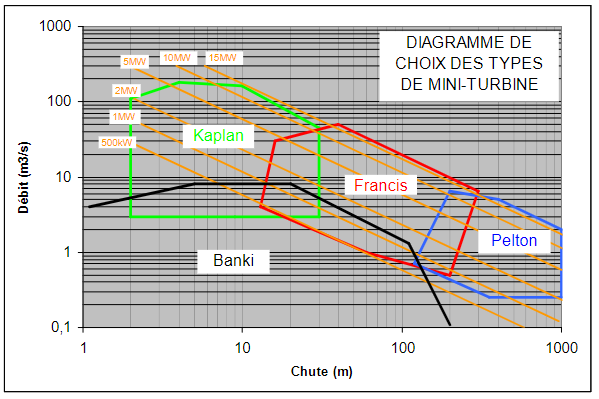 DIAGRAMME DE
CHOIX DES TYPES
DE MINI-TURBINE
1000
100
10
1
0,1
Débit (m3/s)
5MW
10MW
15MW
2MW
1MW
500kW
Kaplan
Francis
Pelton
Banki
1
10
100
1000
Chute (m)